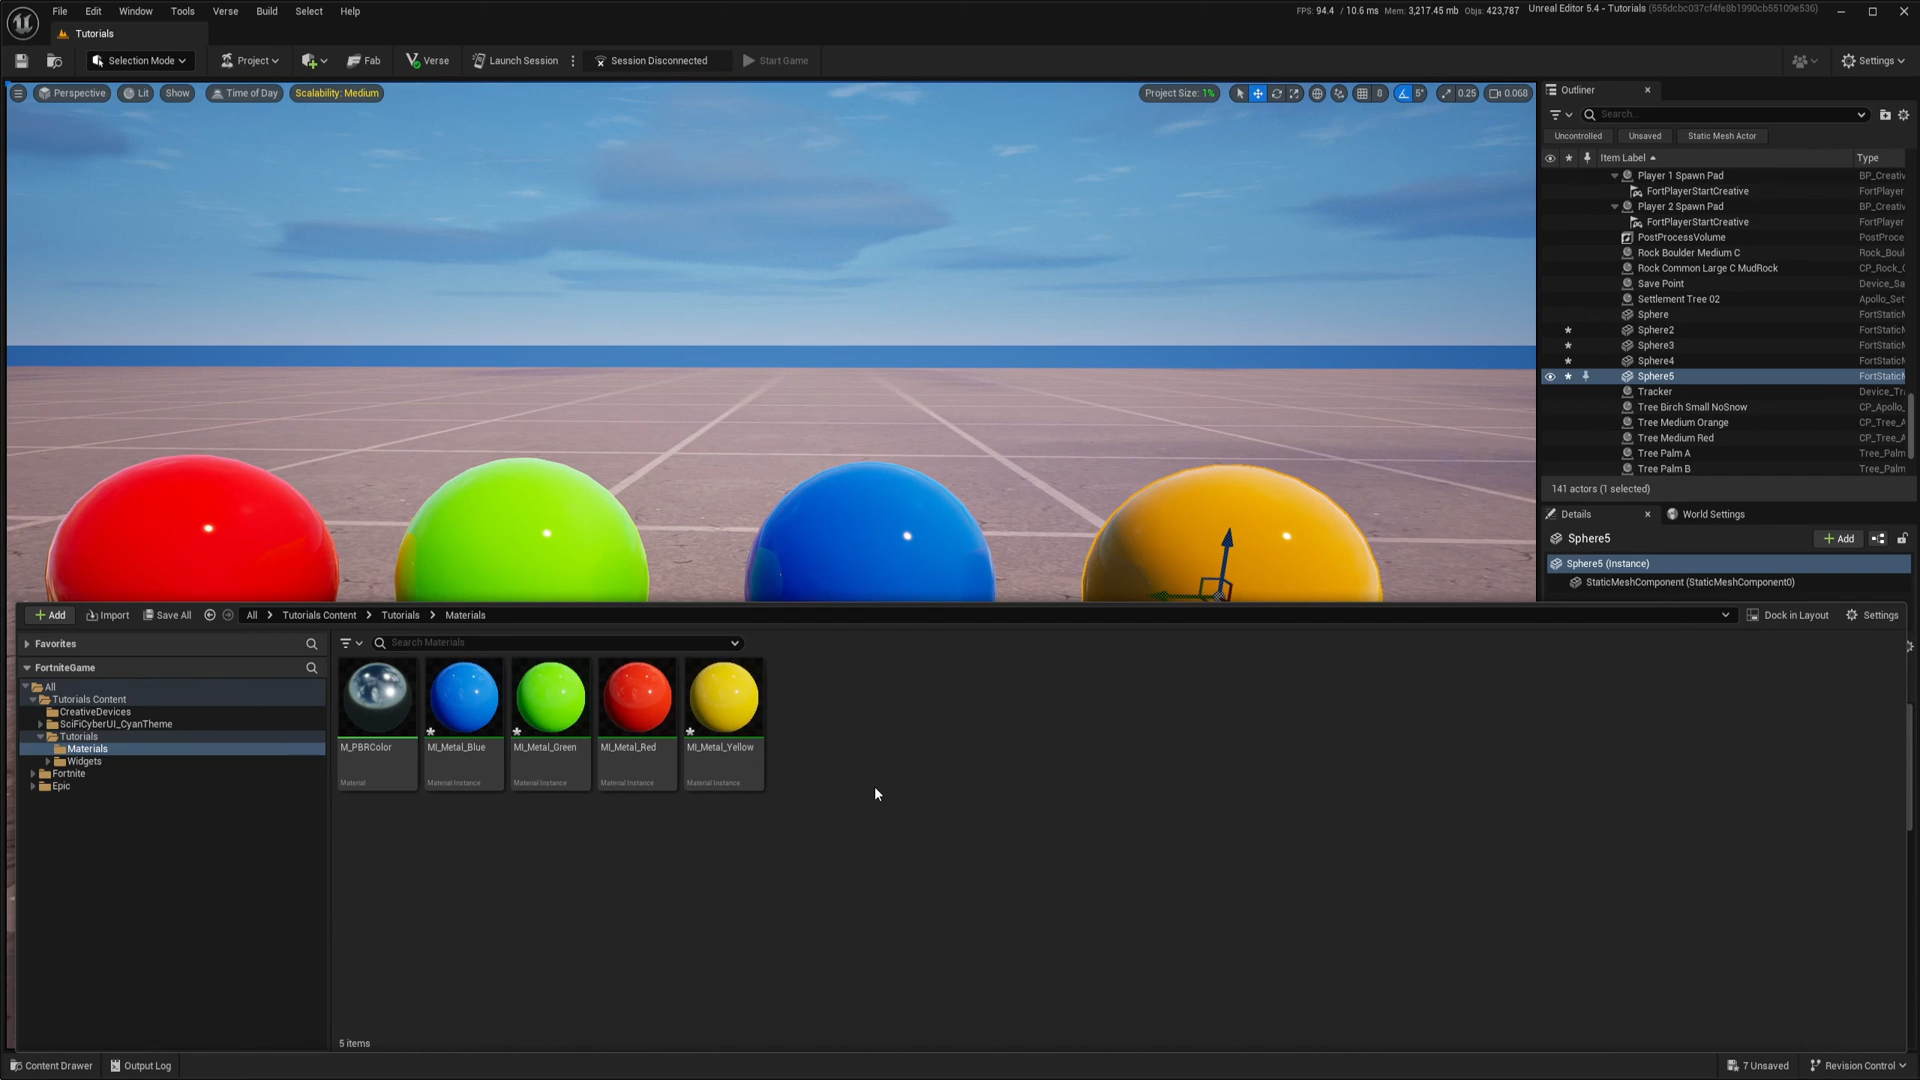 File Edit Window Tools Verse Build Select Help
FPS: 94.4 / 10.6 ms Mem: 3,217.45 mb Objs: 423,787 Unreal Editor 5.4 - Tutorials (555dcbc037cf4fe8b1990cb55109e536)
Tutorials
Selection Mode Project Fab Verse Launch Session Session Disconnected Start Game Settings
Perspective Lit Show Time of Day Scalability: Medium Project Size: 1% 8 5° 0.25 0.068
Outliner
Search...
Uncontrolled Unsaved Static Mesh Actor
Item Label Type
Player 1 Spawn Pad BP_Creativ
FortPlayerStartCreative FortPlayer
Player 2 Spawn Pad BP_Creativ
FortPlayerStartCreative FortPlayer
PostProcessVolume PostProce
Rock Boulder Medium C Rock_Boul
Rock Common Large C MudRock CP_Rock_C
Save Point Device_Sa
Settlement Tree 02 Apollo_Set
Sphere FortStaticM
Sphere2 FortStaticM
Sphere3 FortStaticM
Sphere4 FortStaticM
Sphere5 FortStaticM
Tracker Device_Tr
Tree Birch Small NoSnow CP_Apollo_
Tree Medium Orange CP_Tree_A
Tree Medium Red CP_Tree_A
Tree Palm A Tree_Palm
Tree Palm B Tree_Palm
141 actors (1 selected)
Details World Settings
Sphere5 Add
Sphere5 (Instance)
StaticMeshComponent (StaticMeshComponent0)
Add Import Save All All Tutorials Content Tutorials Materials Dock in Layout Settings
Favorites
FortniteGame
All
Tutorials Content
CreativeDevices
SciFiCyberUI_CyanTheme
Tutorials
Materials
Widgets
Fortnite
Epic
Search Materials
M_PBRColor MI_Metal_Blue MI_Metal_Green MI_Metal_Red MI_Metal_Yellow
Material Material Instance Material Instance Material Instance Material Instance
5 items
Content Drawer Output Log 7 Unsaved Revision Control